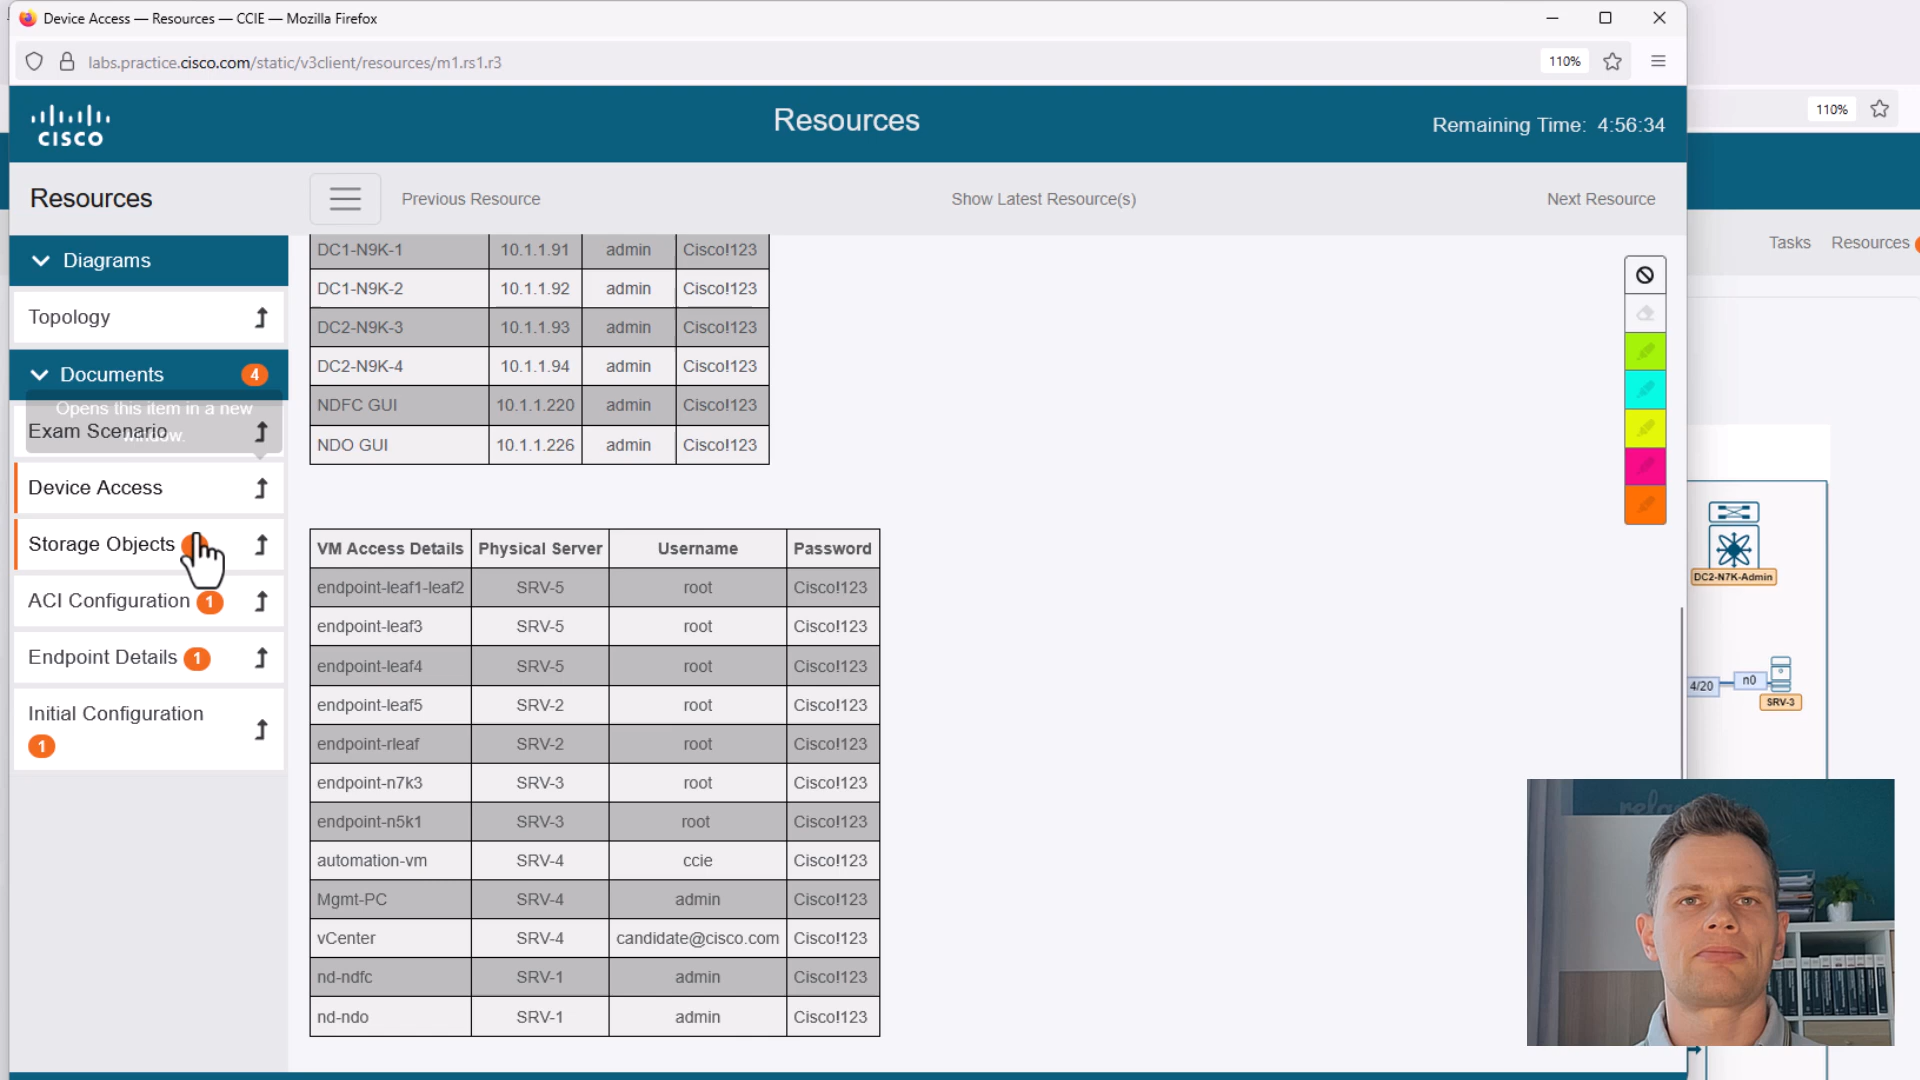 Device Access — Resources — CCIE — Mozilla Firefox
labs.practice.cisco.com/static/v3client/resources/m1.rs1.r3
110%
110%
CISCO
Resources
Remaining Time: 4:56:34
Resources
Previous Resource
Show Latest Resource(s)
Next Resource
Tasks
Resources
Diagrams
Topology
Documents
4
Opens this item in a new
window.
Exam Scenario
Device Access
Storage Objects
ACI Configuration 1
Endpoint Details 1
Initial Configuration
1
DC1-N9K-1 10.1.1.91 admin Cisco!123
DC1-N9K-2 10.1.1.92 admin Cisco!123
DC2-N9K-3 10.1.1.93 admin Cisco!123
DC2-N9K-4 10.1.1.94 admin Cisco!123
NDFC GUI 10.1.1.220 admin Cisco!123
NDO GUI 10.1.1.226 admin Cisco!123
VM Access Details Physical Server Username Password
endpoint-leaf1-leaf2 SRV-5 root Cisco!123
endpoint-leaf3 SRV-5 root Cisco!123
endpoint-leaf4 SRV-5 root Cisco!123
endpoint-leaf5 SRV-2 root Cisco!123
endpoint-rleaf SRV-2 root Cisco!123
endpoint-n7k3 SRV-3 root Cisco!123
endpoint-n5k1 SRV-3 root Cisco!123
automation-vm SRV-4 ccie Cisco!123
Mgmt-PC SRV-4 admin Cisco!123
vCenter SRV-4 candidate@cisco.com Cisco!123
nd-ndfc SRV-1 admin Cisco!123
nd-ndo SRV-1 admin Cisco!123
DC2-N7K-Admin
4/20
n0
SRV-3